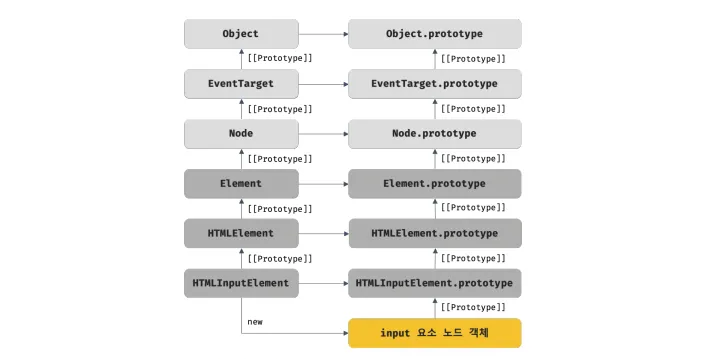 Object
Object.prototype
[[Prototype]]
[[Prototype]]
EventTarget
EventTarget.prototype
[[Prototype]]
[[Prototype]]
Node
Node.prototype
[[Prototype]]
[[Prototype]]
Element
Element.prototype
[[Prototype]]
[[Prototype]]
HTMLElement
HTMLElement.prototype
[[Prototype]]
[[Prototype]]
HTMLInputElement
HTMLInputElement.prototype
[[Prototype]]
new
input 요소 노드 객체